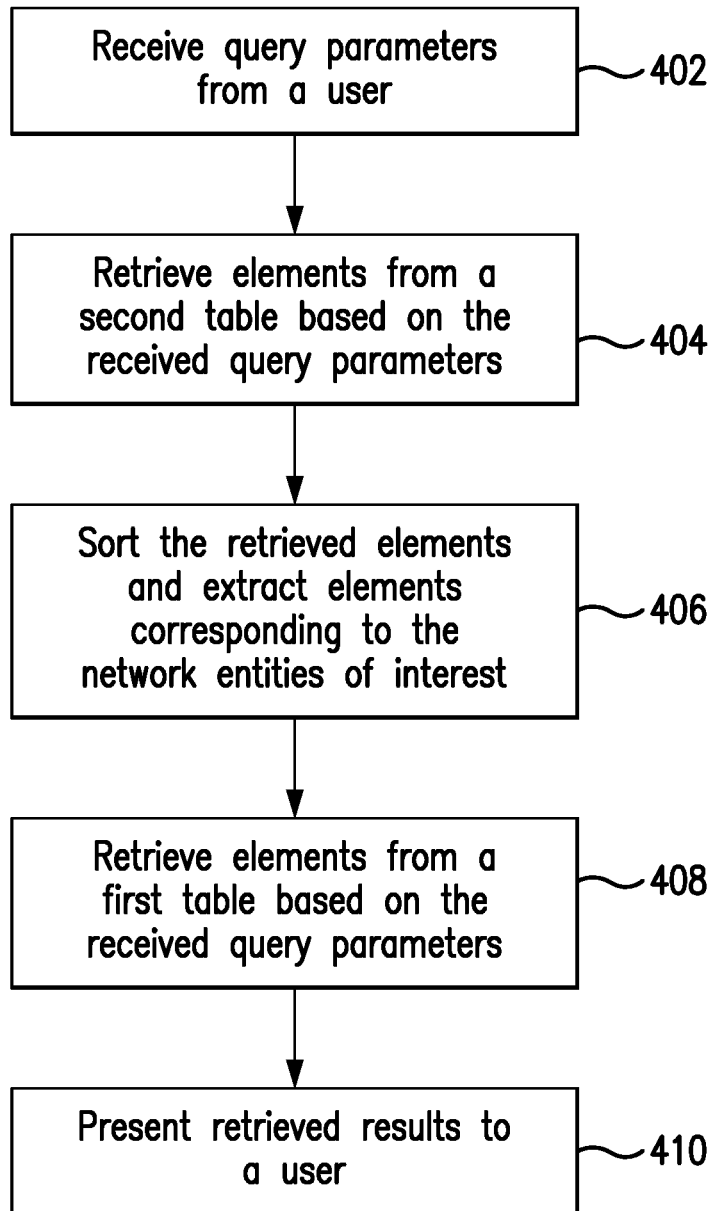 Receive query parameters
from a user
402
Retrieve elements from a
second table based on the
received query parameters
404
Sort the retrieved elements
and extract elements
corresponding to the
network entities of interest
406
Retrieve elements from a
first table based on the
received query parameters
408
Present retrieved results to
a user
410